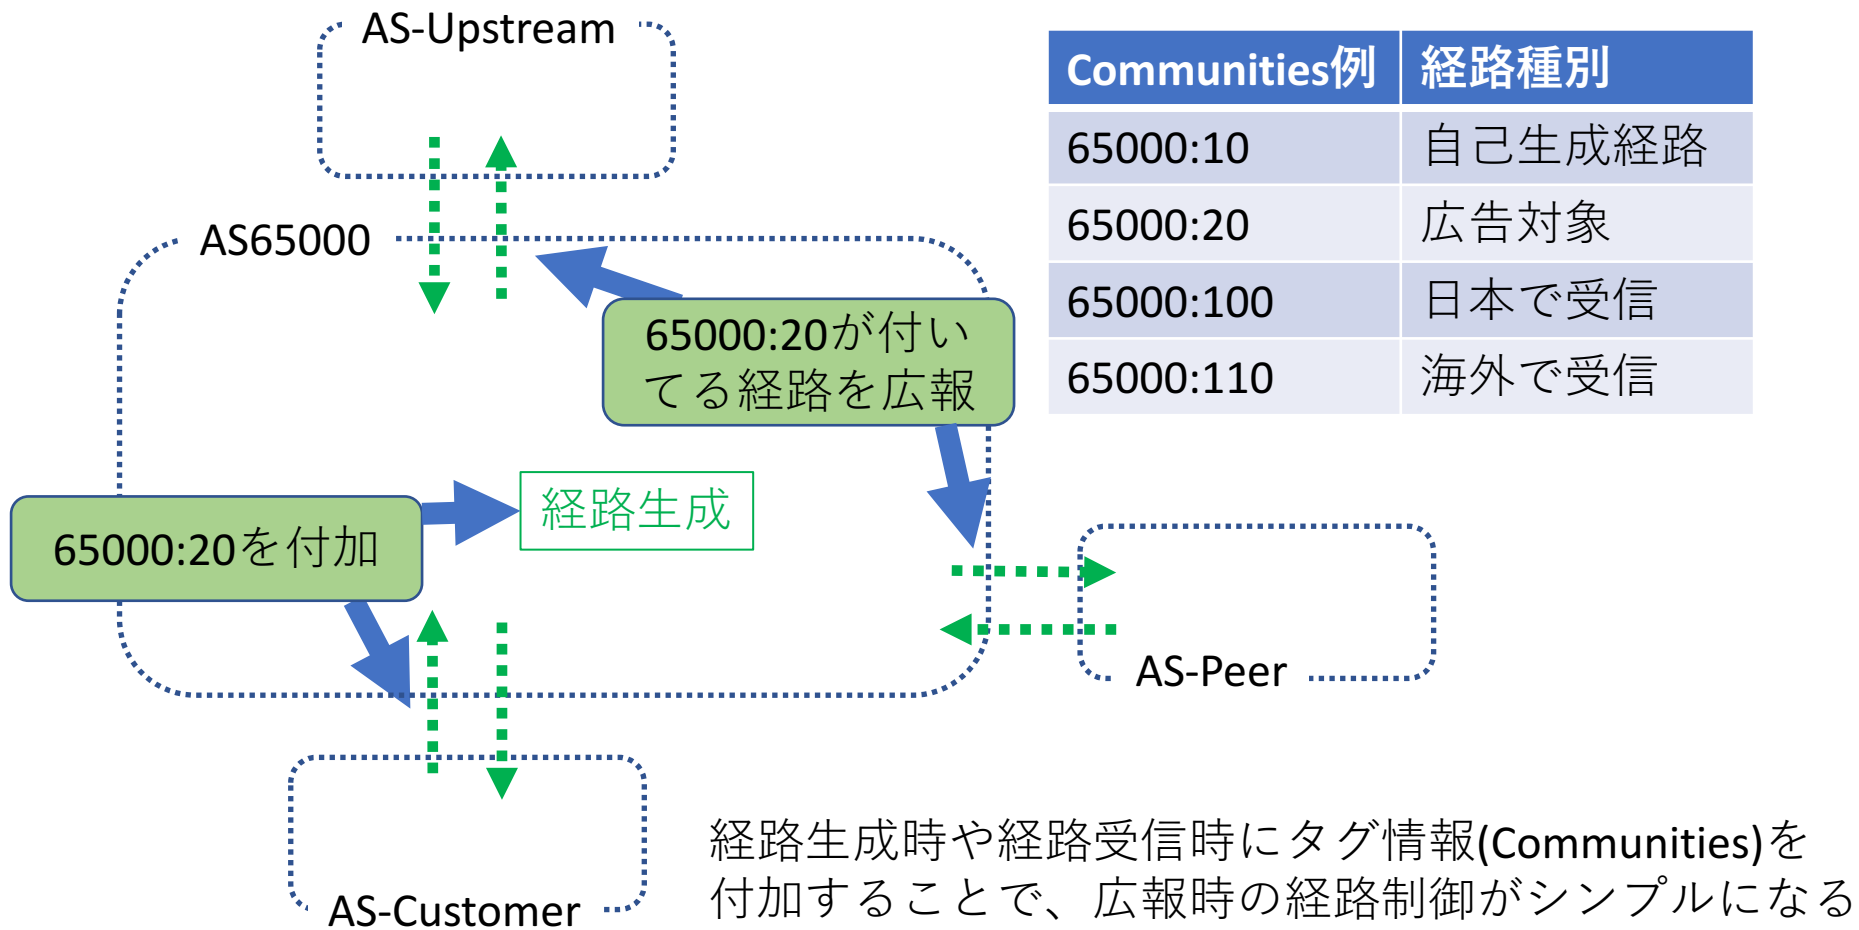 AS-Upstream
Communities例 経路種別
65000:10 自己生成経路
65000:20 広告対象
65000:100 日本で受信
65000:110 海外で受信
AS65000
65000:20が付い
てる経路を広報
経路生成
65000:20を付加
AS-Peer
AS-Customer
経路生成時や経路受信時にタグ情報(Communities)を
付加することで、広報時の経路制御がシンプルになる